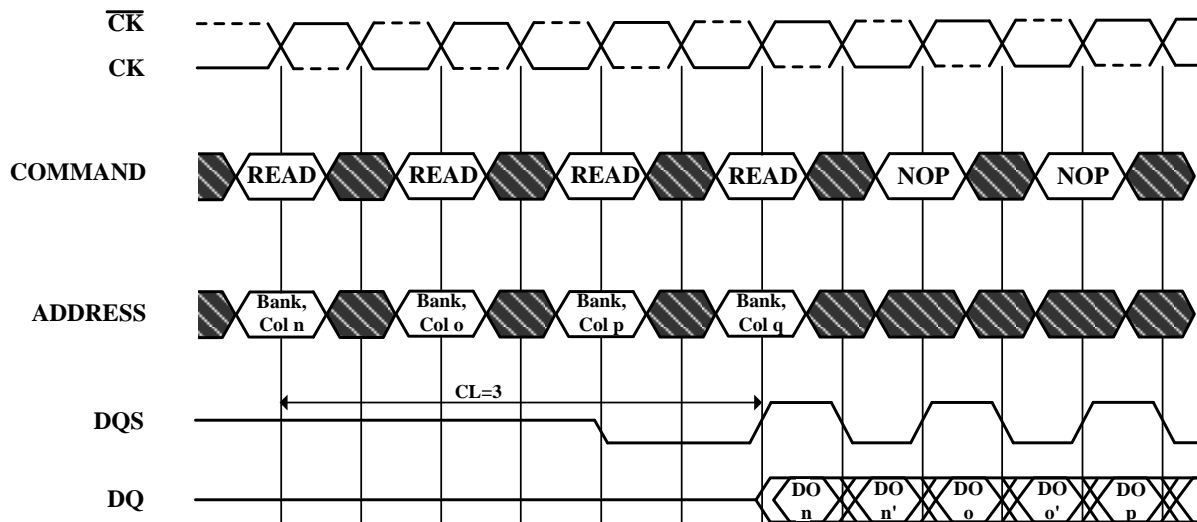 CK
CK
COMMAND
READ READ READ READ NOP NOP
ADDRESS
Bank, Col n
Bank, Col o
Bank, Col p
Bank, Col q
CL=3
DQS
DQ
DO n
DO n'
DO o
DO o'
DO p